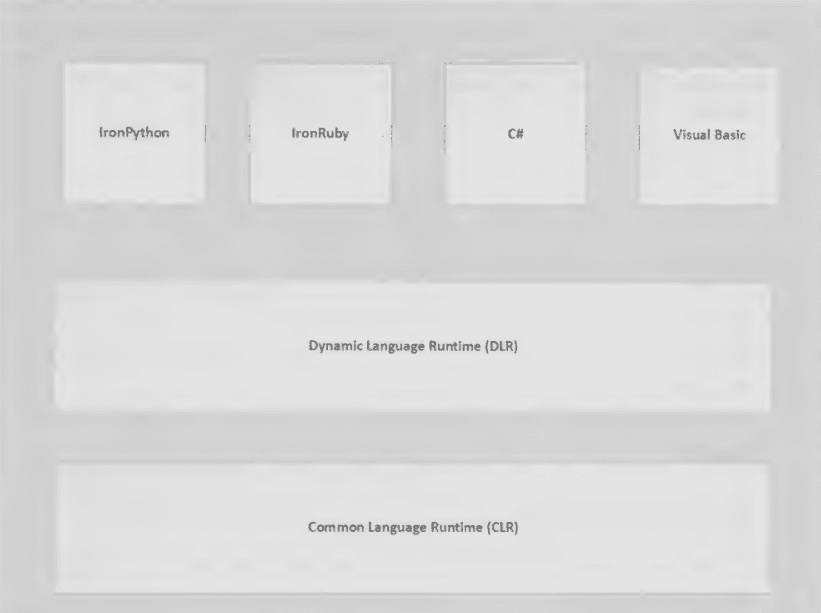 IronPython
IronRuby
C#
Visual Basic
Dynamic Language Runtime (DLR)
Common Language Runtime (CLR)